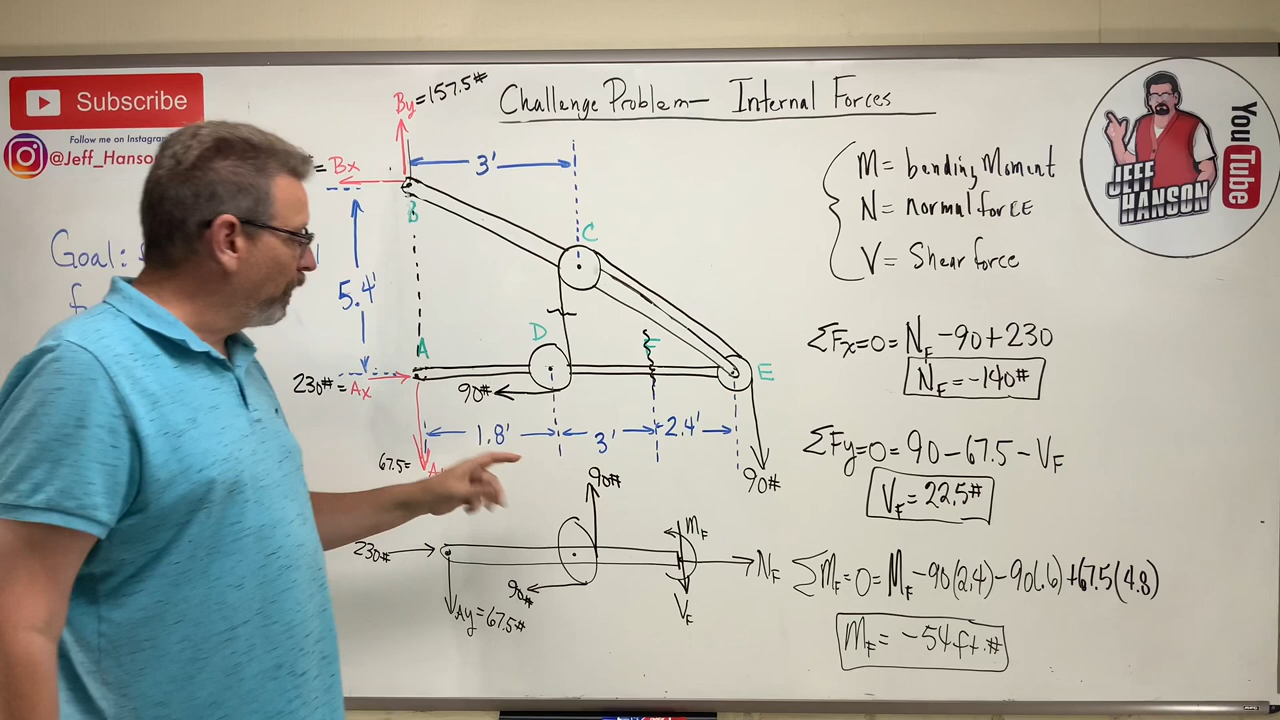 Subscribe
Follow me on Instagram
@Jeff_Hanso
By=157.5#
Challenge Problem— Internal Forces
YouTube
JEFF HANSON
= Bx
3'
B
C
M= bending Moment
N= normal forcE
V= Shear force
Goal:
5.4'
D
A
F
E
230#= Ax
90#
1.8'
3'
2.4'
67.5=
90#
ΣFx=0= NF -90+230
NF = -140#
ΣFy=0= 90-67.5-VF
VF = 22.5#
90#
230#
MF
NF
90#
Ay=67.5#
VF
ΣMF=0= MF -90(2.4)-90(.6)+67.5(4.8)
MF = -54ft.#